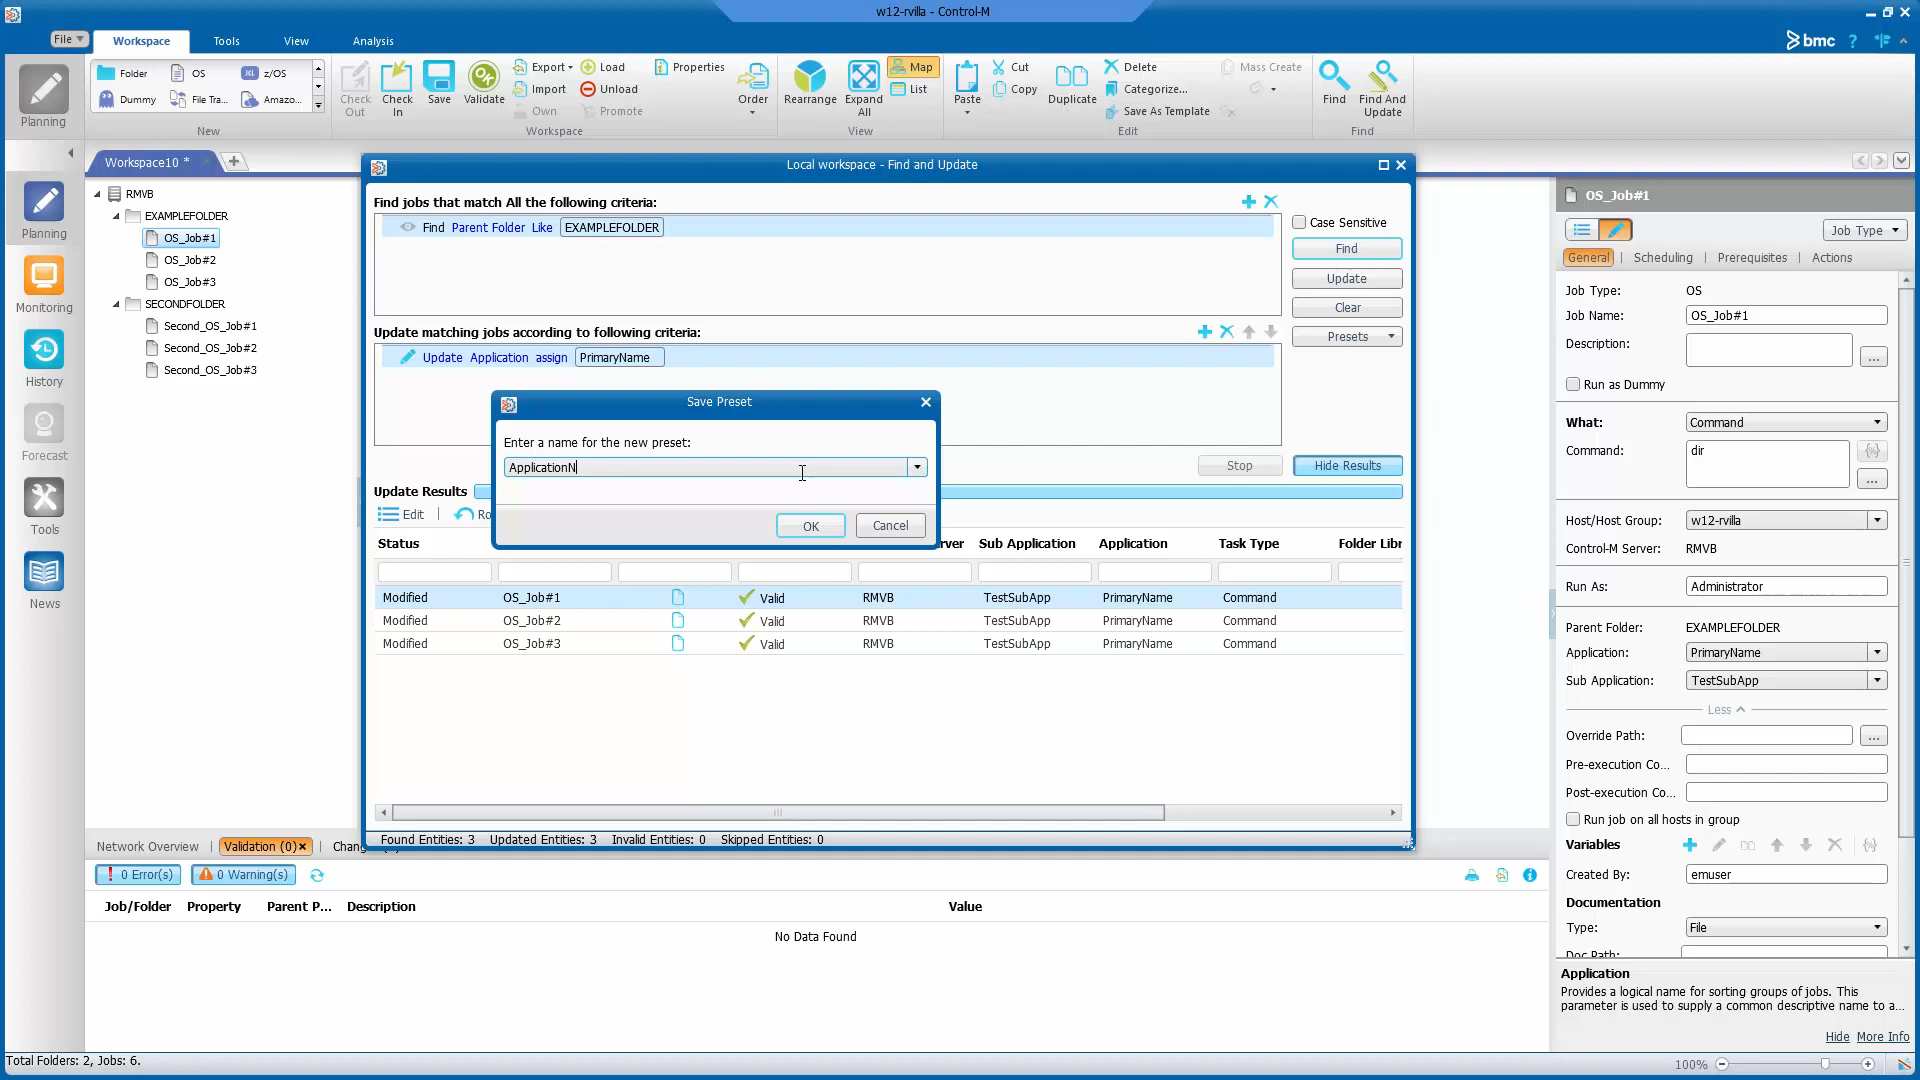 w12-rvilla - Control-M
File
Workspace
Tools
View
Analysis
bmc
?
Planning
Folder
OS
z/OS
Dummy
File Tra...
Amazo...
New
Check Out
Check In
Save
Validate
Export
Import
Own
Load
Unload
Promote
Properties
Order
Workspace
Rearrange
Expand All
Map
List
View
Paste
Cut
Copy
Duplicate
Delete
Categorize...
Save As Template
Mass Create
Edit
Find
Find And Update
Find
Workspace10 *
Planning
Monitoring
History
Forecast
Tools
News
RMVB
EXAMPLEFOLDER
OS_Job#1
OS_Job#2
OS_Job#3
SECONDFOLDER
Second_OS_Job#1
Second_OS_Job#2
Second_OS_Job#3
Local workspace - Find and Update
Find jobs that match All the following criteria:
Find Parent Folder Like EXAMPLEFOLDER
Case Sensitive
Find
Update
Clear
Presets
Update matching jobs according to following criteria:
Update Application assign PrimaryName
Stop
Hide Results
Save Preset
Enter a name for the new preset:
ApplicationN
OK
Cancel
Update Results
Edit
Status Sub Application Application Task Type
Modified OS_Job#1 Valid RMVB TestSubApp PrimaryName Command
Modified OS_Job#2 Valid RMVB TestSubApp PrimaryName Command
Modified OS_Job#3 Valid RMVB TestSubApp PrimaryName Command
Found Entities: 3 Updated Entities: 3 Invalid Entities: 0 Skipped Entities: 0
OS_Job#1
Job Type
General
Scheduling
Prerequisites
Actions
Job Type: OS
Job Name: OS_Job#1
Description:
...
Run as Dummy
What: Command
Command: dir
...
Host/Host Group: w12-rvilla
Control-M Server: RMVB
Run As: Administrator
Parent Folder: EXAMPLEFOLDER
Application: PrimaryName
Sub Application: TestSubApp
Less
Override Path:
...
Pre-execution Co...
Post-execution Co...
Run job on all hosts in group
Variables
Created By: emuser
Documentation
Type: File
Doc Path:
Application
Provides a logical name for sorting groups of jobs. This
parameter is used to supply a common descriptive name to a...
Hide More Info
Network Overview
Validation (0)
0 Error(s)
0 Warning(s)
Job/Folder Property Parent P... Description Value
No Data Found
Total Folders: 2, Jobs: 6.
100%